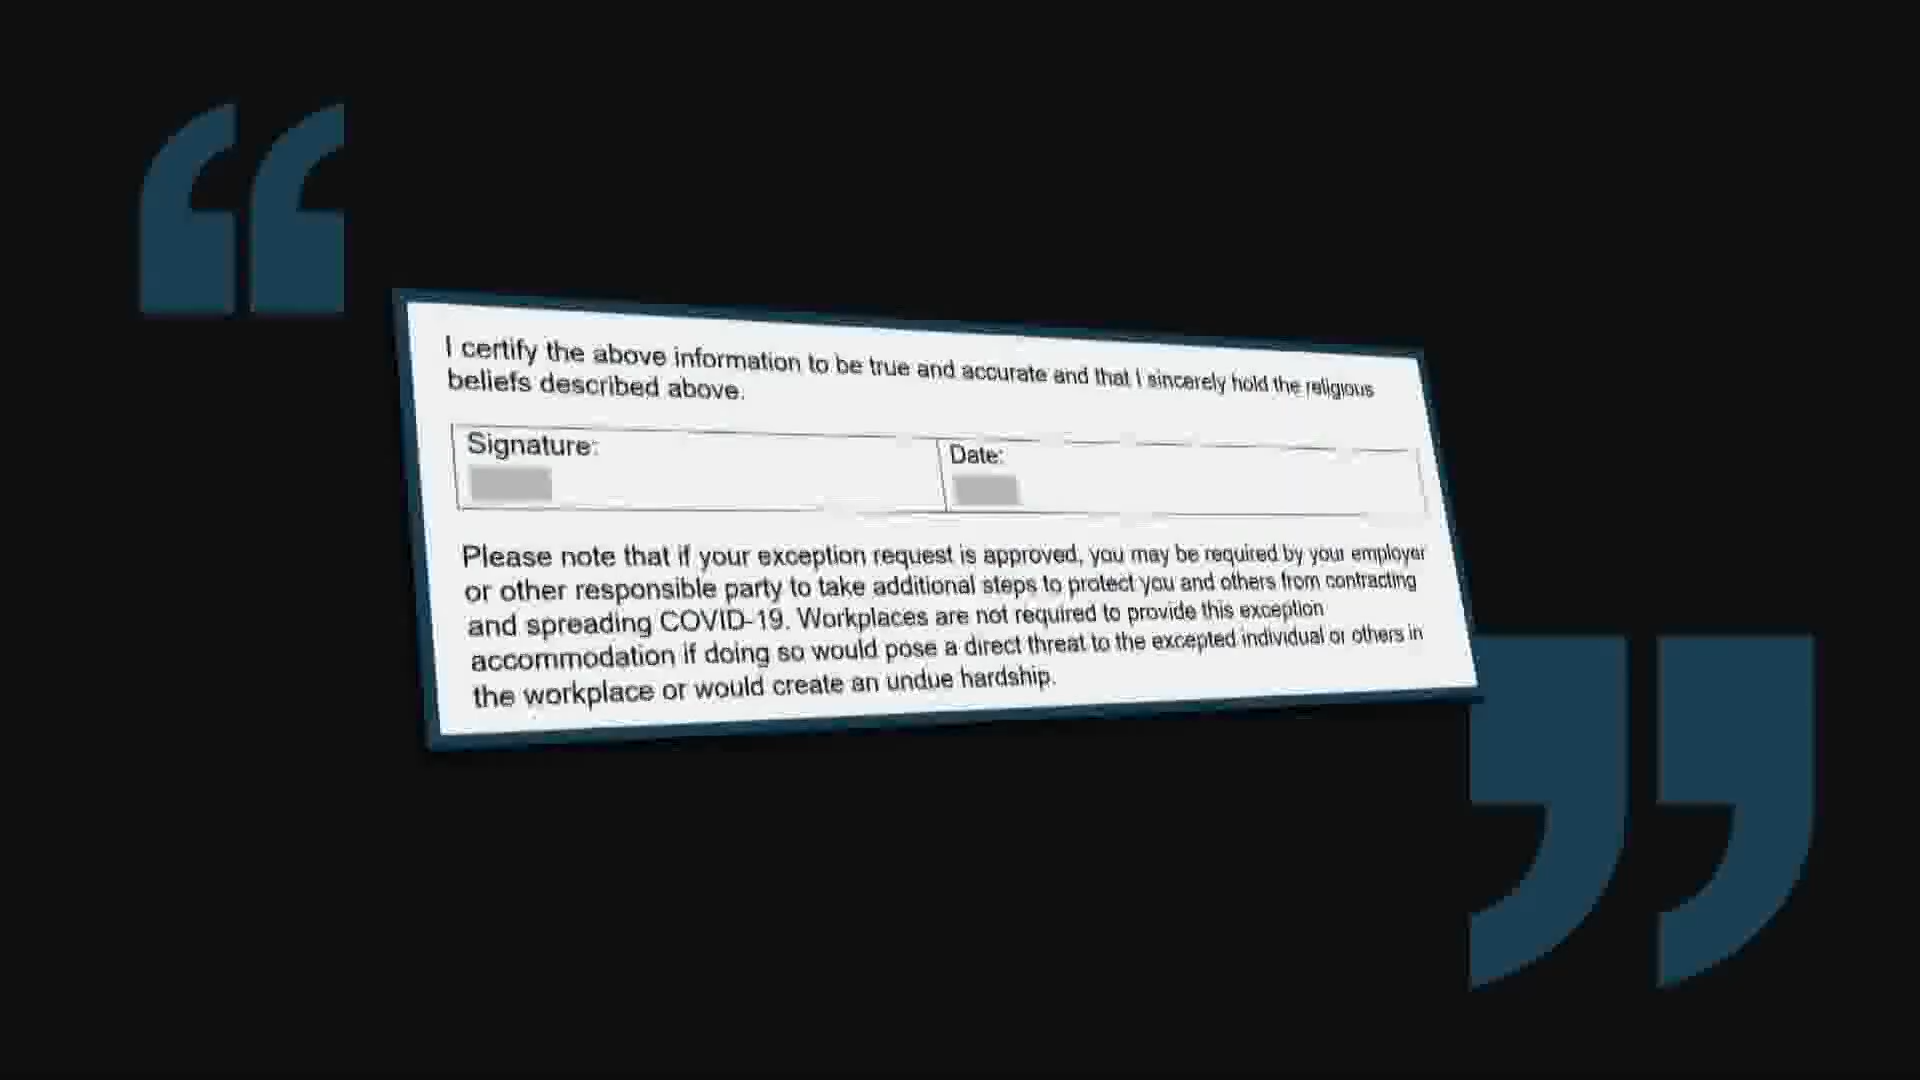 I certify the above information to be true and accurate and that I sincerely hold the religious
beliefs described above.
Signature:
Date:
Please note that if your exception request is approved, you may be required by your employer
or other responsible party to take additional steps to protect you and others from contracting
and spreading COVID-19. Workplaces are not required to provide this exception
accommodation if doing so would pose a direct threat to the excepted individual or others in
the workplace or would create an undue hardship.